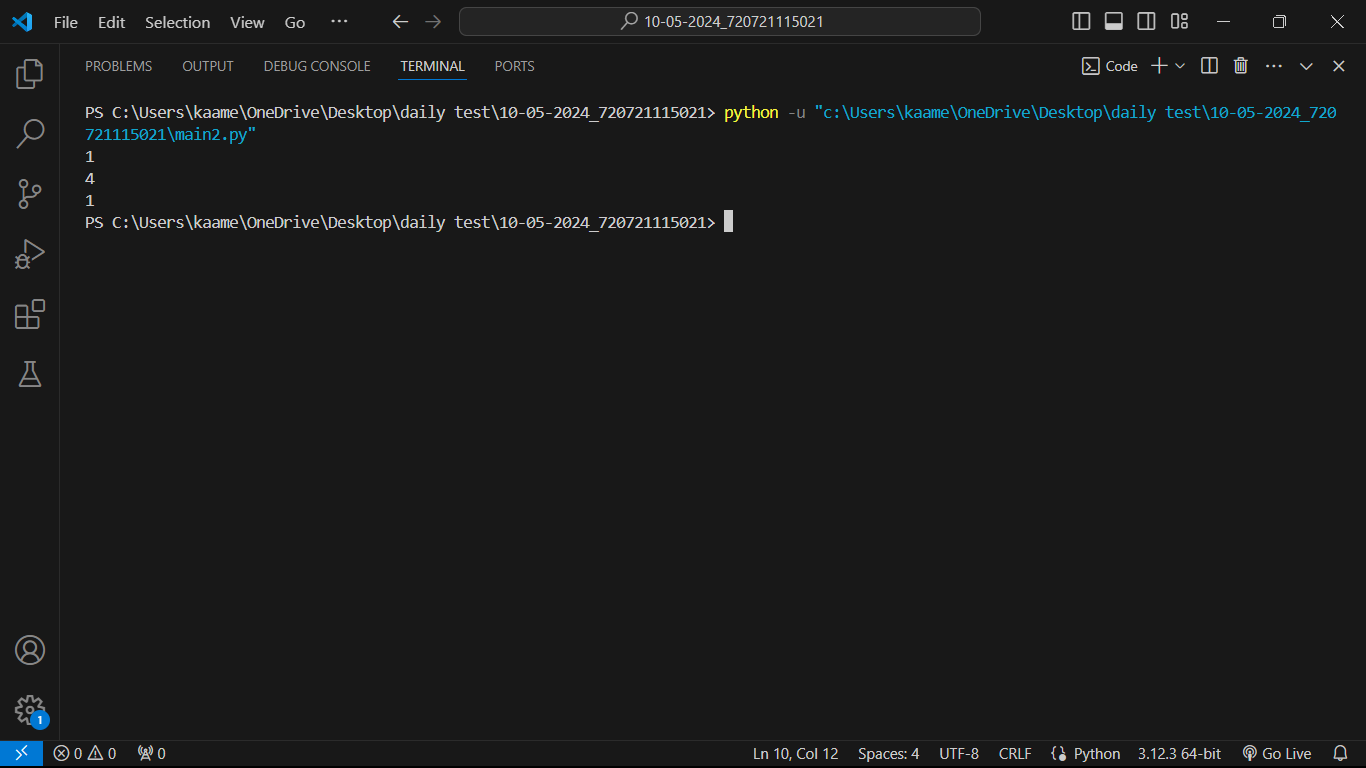 File Edit Selection View Go ··· 10-05-2024_720721115021
PROBLEMS OUTPUT DEBUG CONSOLE TERMINAL PORTS Code
PS C:\Users\kaame\OneDrive\Desktop\daily test\10-05-2024_720721115021> python -u "c:\Users\kaame\OneDrive\Desktop\daily test\10-05-2024_720
721115021\main2.py"
1
4
1
PS C:\Users\kaame\OneDrive\Desktop\daily test\10-05-2024_720721115021>
1
0 0 0 Ln 10, Col 12 Spaces: 4 UTF-8 CRLF Python 3.12.3 64-bit Go Live